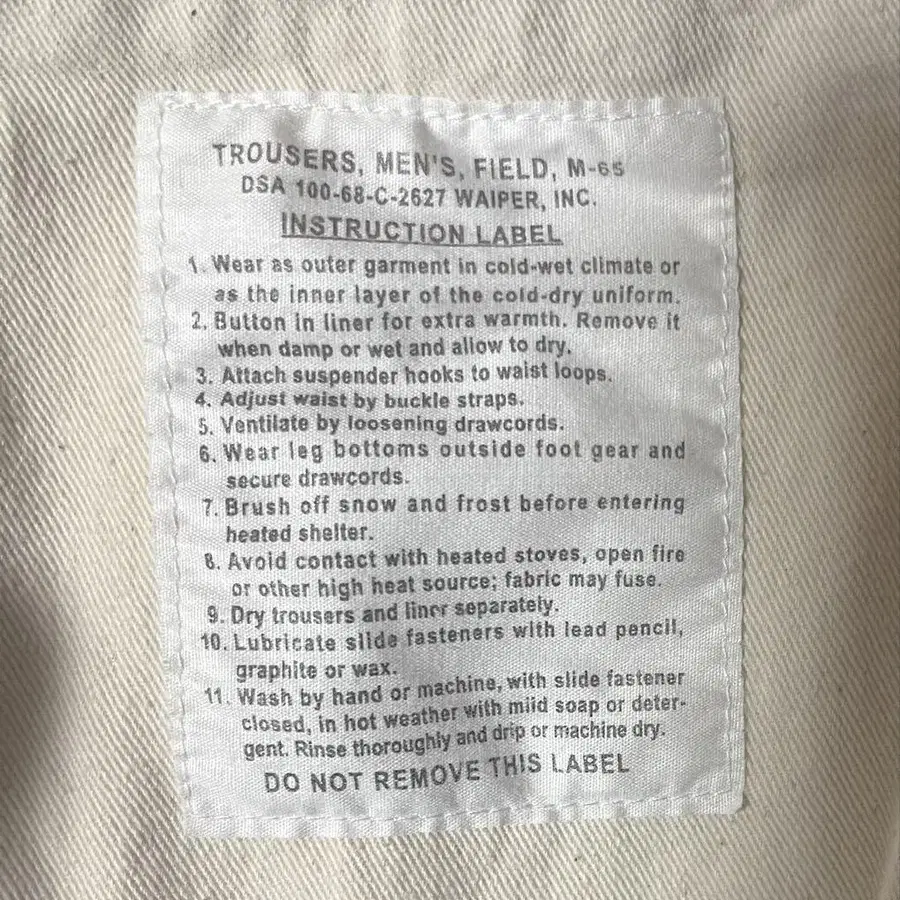 TROUSERS, MEN'S, FIELD, M-65
DSA 100-68-C-2627 WAIPER, INC.
INSTRUCTION LABEL
1. Wear as outer garment in cold-wet climate or
as the inner layer of the cold-dry uniform.
2. Button in liner for extra warmth. Remove it
when damp or wet and allow to dry.
3. Attach suspender hooks to waist loops.
4. Adjust waist by buckle straps.
5. Ventilate by loosening drawcords.
6. Wear leg bottoms outside foot gear and
secure drawcords.
7. Brush off snow and frost before entering
heated shelter.
8. Avoid contact with heated stoves, open fire
or other high heat source; fabric may fuse.
9. Dry trousers and liner separately.
10. Lubricate slide fasteners with lead pencil,
graphite or wax.
11. Wash by hand or machine, with slide fastener
closed, in hot weather with mild soap or deter-
gent. Rinse thoroughly and drip or machine dry.
DO NOT REMOVE THIS LABEL